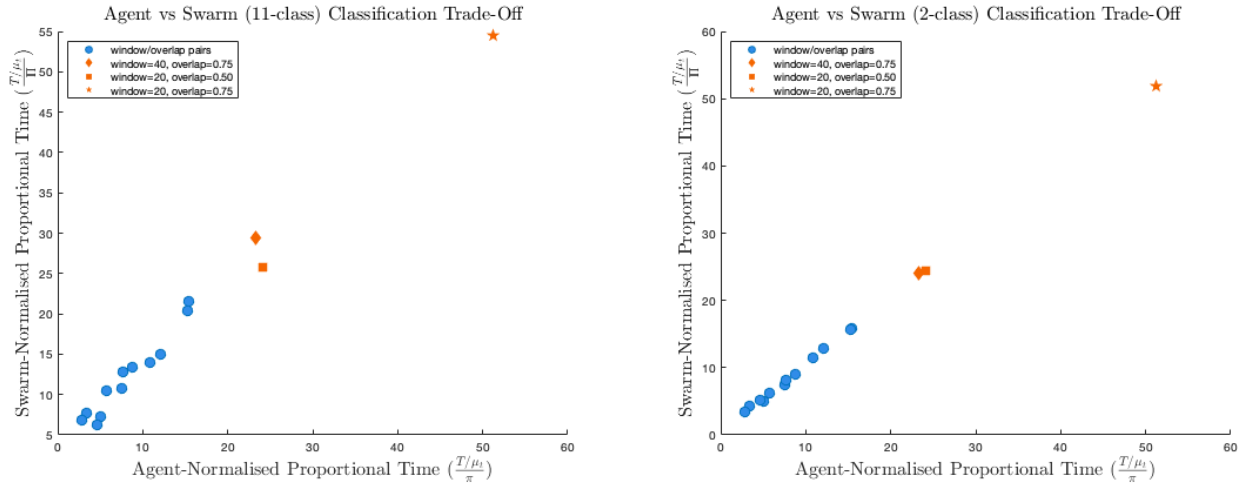 Agent vs Swarm (11-class) Classification Trade-Off
Swarm-Normalised Proportional Time (T/μₜ / Π)
55
50
45
40
35
30
25
20
15
10
5
window/overlap pairs
window=40, overlap=0.75
window=20, overlap=0.50
window=20, overlap=0.75
0 10 20 30 40 50 60
Agent-Normalised Proportional Time (T/μₜ / π)
Agent vs Swarm (2-class) Classification Trade-Off
Swarm-Normalised Proportional Time (T/μₜ / Π)
60
50
40
30
20
10
0
window/overlap pairs
window=40, overlap=0.75
window=20, overlap=0.50
window=20, overlap=0.75
0 10 20 30 40 50 60
Agent-Normalised Proportional Time (T/μₜ / π)